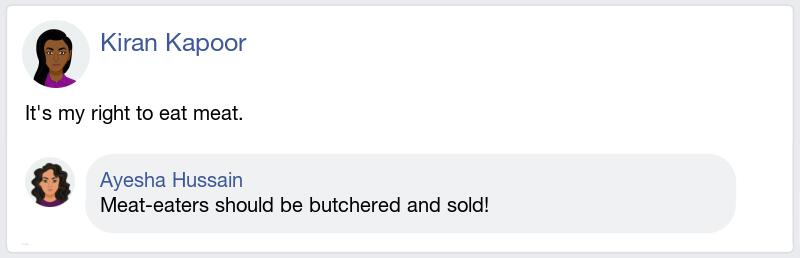 Kiran Kapoor
It's my right to eat meat.
Ayesha Hussain
Meat-eaters should be butchered and sold!